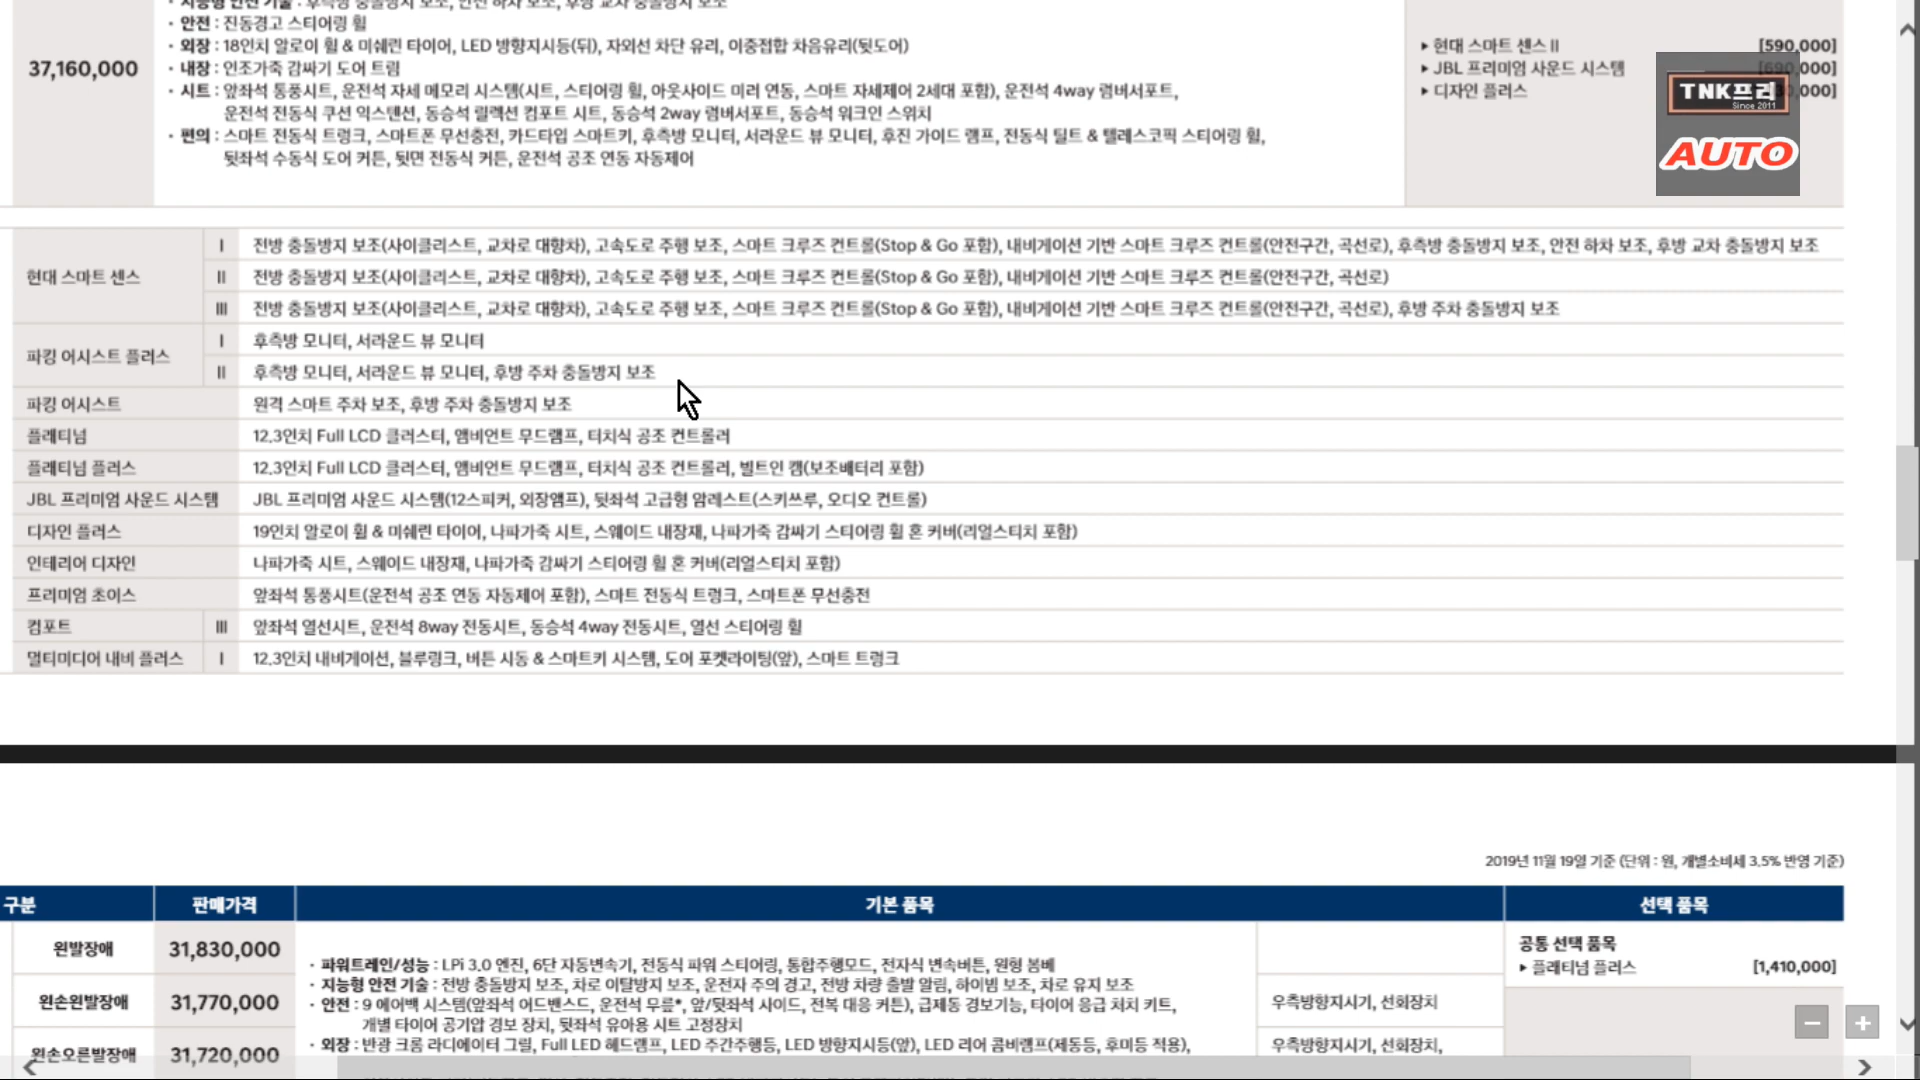 · 지능형 안전 기술 : 후측방 충돌방지 보조, 안전 하차 보조, 후방 교차 충돌방지 보조
· 안전 : 진동경고 스티어링 휠
· 외장 : 18인치 알로이 휠 & 미쉐린 타이어, LED 방향지시등(뒤), 자외선 차단 유리, 이중접합 차음유리(뒷도어)
37,160,000
· 내장 : 인조가죽 감싸기 도어 트림
· 시트 : 앞좌석 통풍시트, 운전석 자세 메모리 시스템(시트, 스티어링 휠, 아웃사이드 미러 연동, 스마트 자세제어 2세대 포함), 운전석 4way 럼버서포트,
운전석 전동식 쿠션 익스텐션, 동승석 릴렉션 컴포트 시트, 동승석 2way 럼버서포트, 동승석 워크인 스위치
· 편의 : 스마트 전동식 트렁크, 스마트폰 무선충전, 카드타입 스마트키, 후측방 모니터, 서라운드 뷰 모니터, 후진 가이드 램프, 전동식 틸트 & 텔레스코픽 스티어링 휠,
뒷좌석 수동식 도어 커튼, 뒷면 전동식 커튼, 운전석 공조 연동 자동제어
▸ 현대 스마트 센스 II [590,000]
▸ JBL 프리미엄 사운드 시스템 [690,000]
▸ 디자인 플러스
TNK프리
Since 2011
AUTO
현대 스마트 센스
I 전방 충돌방지 보조(사이클리스트, 교차로 대향차), 고속도로 주행 보조, 스마트 크루즈 컨트롤(Stop & Go 포함), 내비게이션 기반 스마트 크루즈 컨트롤(안전구간, 곡선로), 후측방 충돌방지 보조, 안전 하차 보조, 후방 교차 충돌방지 보조
II 전방 충돌방지 보조(사이클리스트, 교차로 대향차), 고속도로 주행 보조, 스마트 크루즈 컨트롤(Stop & Go 포함), 내비게이션 기반 스마트 크루즈 컨트롤(안전구간, 곡선로)
III 전방 충돌방지 보조(사이클리스트, 교차로 대향차), 고속도로 주행 보조, 스마트 크루즈 컨트롤(Stop & Go 포함), 내비게이션 기반 스마트 크루즈 컨트롤(안전구간, 곡선로), 후방 주차 충돌방지 보조
파킹 어시스트 플러스
I 후측방 모니터, 서라운드 뷰 모니터
II 후측방 모니터, 서라운드 뷰 모니터, 후방 주차 충돌방지 보조
파킹 어시스트 원격 스마트 주차 보조, 후방 주차 충돌방지 보조
플래티넘 12.3인치 Full LCD 클러스터, 앰비언트 무드램프, 터치식 공조 컨트롤러
플래티넘 플러스 12.3인치 Full LCD 클러스터, 앰비언트 무드램프, 터치식 공조 컨트롤러, 빌트인 캠(보조배터리 포함)
JBL 프리미엄 사운드 시스템 JBL 프리미엄 사운드 시스템(12스피커, 외장앰프), 뒷좌석 고급형 암레스트(스키쓰루, 오디오 컨트롤)
디자인 플러스 19인치 알로이 휠 & 미쉐린 타이어, 나파가죽 시트, 스웨이드 내장재, 나파가죽 감싸기 스티어링 휠 혼 커버(리얼스티치 포함)
인테리어 디자인 나파가죽 시트, 스웨이드 내장재, 나파가죽 감싸기 스티어링 휠 혼 커버(리얼스티치 포함)
프리미엄 초이스 앞좌석 통풍시트(운전석 공조 연동 자동제어 포함), 스마트 전동식 트렁크, 스마트폰 무선충전
컴포트 III 앞좌석 열선시트, 운전석 8way 전동시트, 동승석 4way 전동시트, 열선 스티어링 휠
멀티미디어 내비 플러스 I 12.3인치 내비게이션, 블루링크, 버튼 시동 & 스마트키 시스템, 도어 포켓라이팅(앞), 스마트 트렁크
2019년 11월 19일 기준 (단위 : 원, 개별소비세 3.5% 반영 기준)
구분 판매가격 기본 품목 선택 품목
왼발장애 31,830,000
왼손왼발장애 31,770,000
왼손오른발장애 31,720,000
· 파워트레인/성능 : LPi 3.0 엔진, 6단 자동변속기, 전동식 파워 스티어링, 통합주행모드, 전자식 변속버튼, 원형 봄베
· 지능형 안전 기술 : 전방 충돌방지 보조, 차로 이탈방지 보조, 운전자 주의 경고, 전방 차량 출발 알림, 하이빔 보조, 차로 유지 보조
· 안전 : 9 에어백 시스템(앞좌석 어드밴스드, 운전석 무릎*, 앞/뒷좌석 사이드, 전복 대응 커튼), 급제동 경보기능, 타이어 응급 처치 키트,
개별 타이어 공기압 경보 장치, 뒷좌석 유아용 시트 고정장치
· 외장 : 반광 크롬 라디에이터 그릴, Full LED 헤드램프, LED 주간주행등, LED 방향지시등(앞), LED 리어 콤비램프(제동등, 후미등 적용),
우측방향지시기, 선회장치
우측방향지시기, 선회장치,
공통 선택 품목
▸ 플래티넘 플러스 [1,410,000]